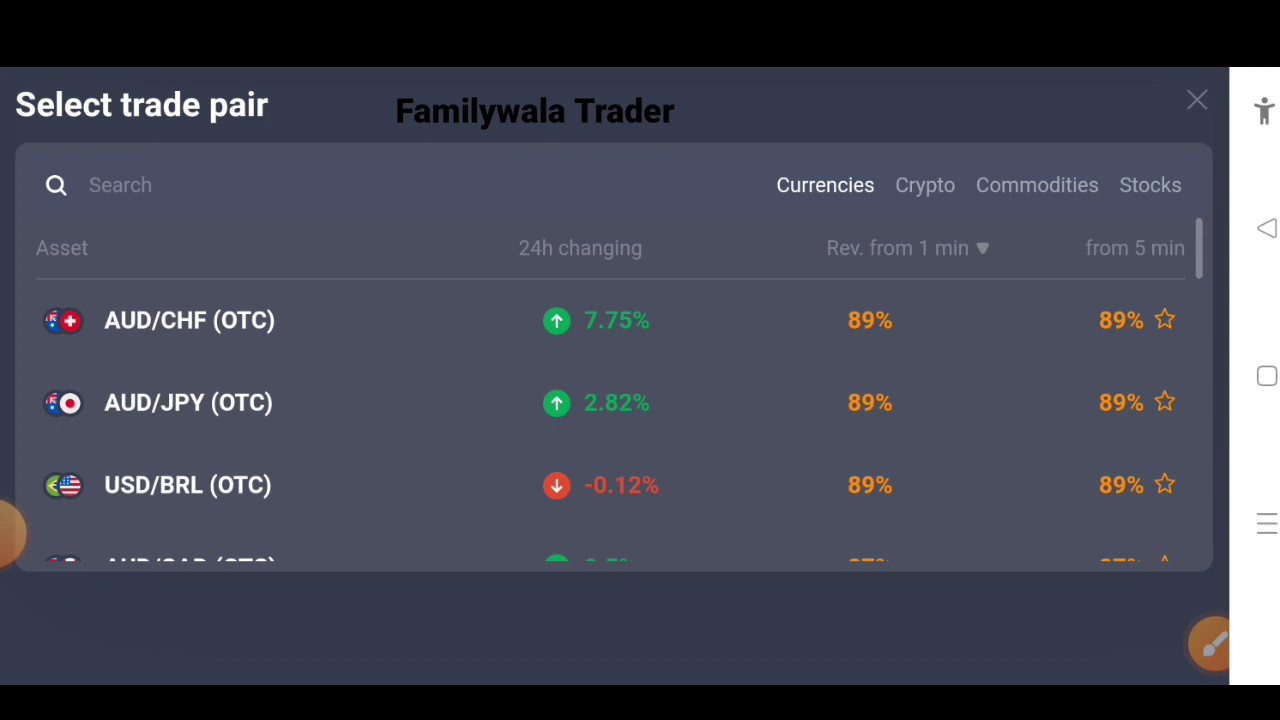 Select trade pair
Familywala Trader
Search
Currencies Crypto Commodities Stocks
Asset 24h changing Rev. from 1 min from 5 min
AUD/CHF (OTC) 7.75% 89% 89%
AUD/JPY (OTC) 2.82% 89% 89%
USD/BRL (OTC) -0.12% 89% 89%